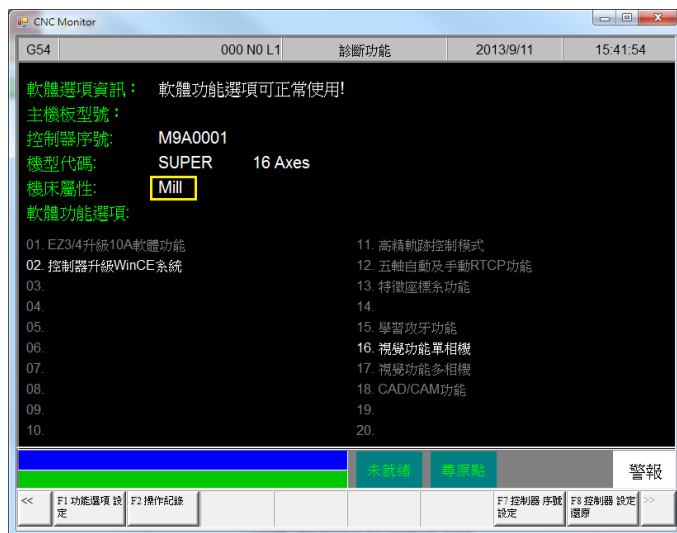 CNC Monitor
G54 000 N0 L1 診斷功能 2013/9/11 15:41:54
軟體選項資訊： 軟體功能選項可正常使用!
主機板型號：
控制器序號: M9A0001
機型代碼: SUPER 16 Axes
機床屬性: Mill
軟體功能選項:
01. EZ3/4升級10A軟體功能 11. 高精軌跡控制模式
02. 控制器升級WinCE系統 12. 五軸自動及手動RTCP功能
03. 13. 特徵座標系功能
04. 14.
05. 15. 學習攻牙功能
06. 16. 視覺功能單相機
07. 17. 視覺功能多相機
08. 18. CAD/CAM功能
09. 19.
10. 20.
未就緒 尋原點 警報
<< F1 功能選項 設定 F2 操作紀錄 F7 控制器 序號設定 F8 控制器 設定還原 >>